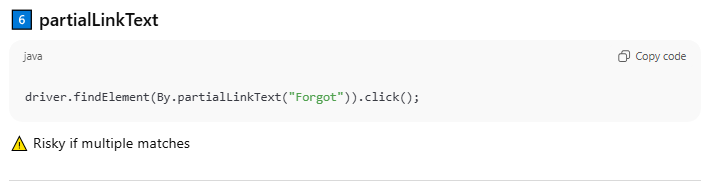 6 partialLinkText
java
Copy code
driver.findElement(By.partialLinkText("Forgot")).click();
⚠️ Risky if multiple matches